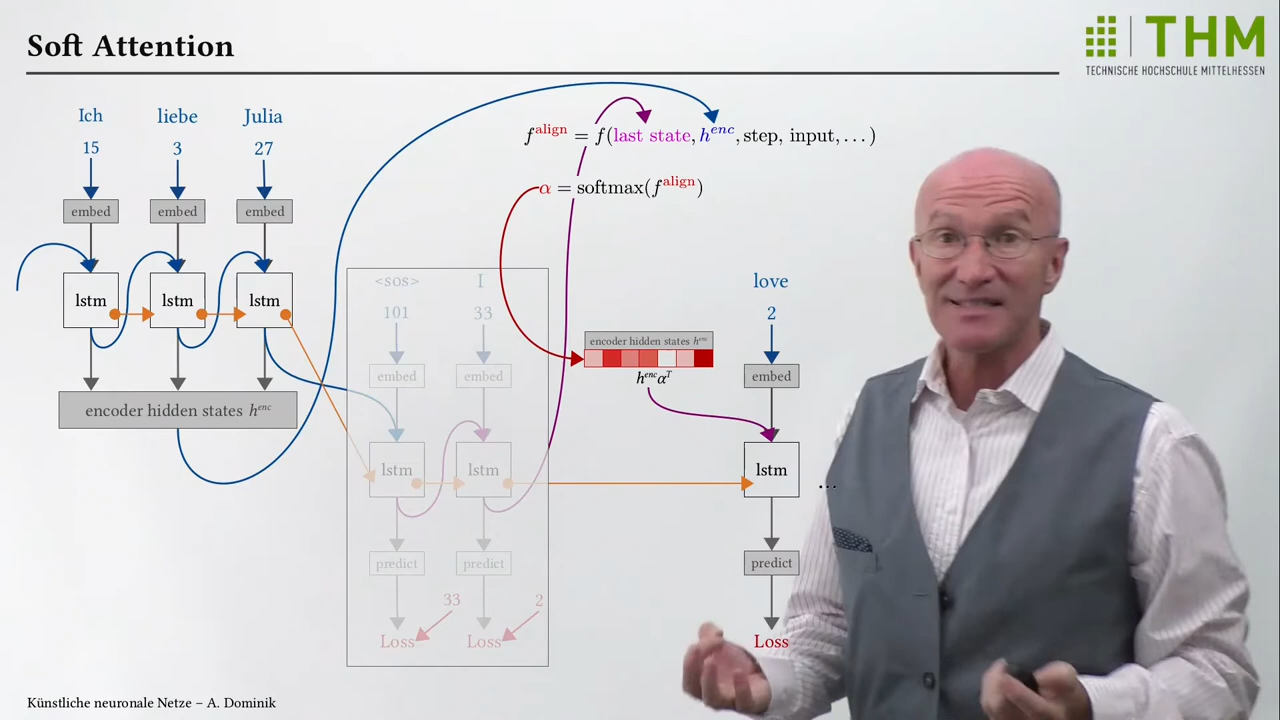 Soft Attention
THM
TECHNISCHE HOCHSCHULE MITTELHESSEN
Ich liebe Julia
15 3 27
embed embed embed
lstm lstm lstm
encoder hidden states h^enc
f^align = f(last state, h^enc, step, input, . . . )
α = softmax(f^align)
<sos> I
101 33
embed embed
lstm lstm
predict predict
33 2
Loss Loss
encoder hidden states h^enc
h^enc α^T
love
2
embed
lstm ...
predict
Loss
Künstliche neuronale Netze – A. Dominik